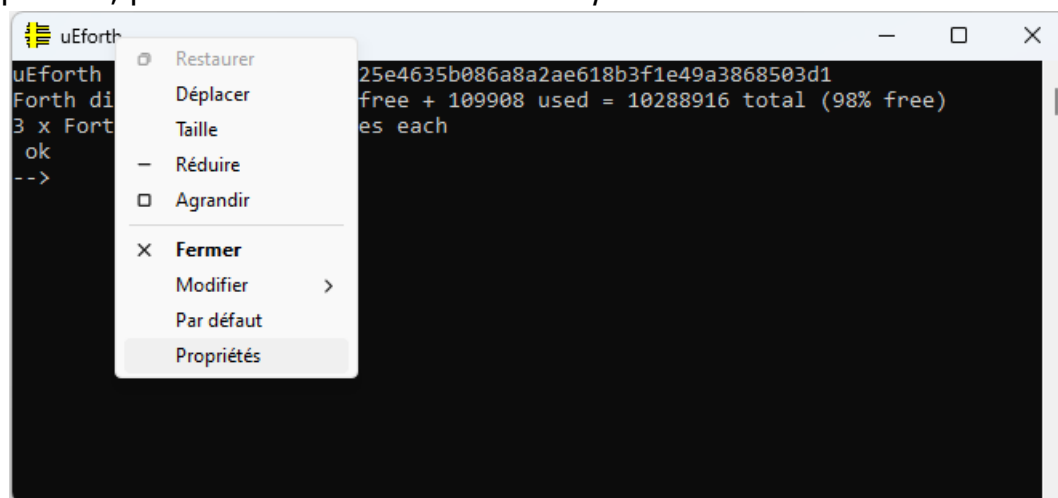 uEforth
uEforth 25e4635b086a8a2ae618b3f1e49a3868503d1
Forth di free + 109908 used = 10288916 total (98% free)
3 x Fort es each
ok
-->
Restaurer
Déplacer
Taille
Réduire
Agrandir
Fermer
Modifier
Par défaut
Propriétés